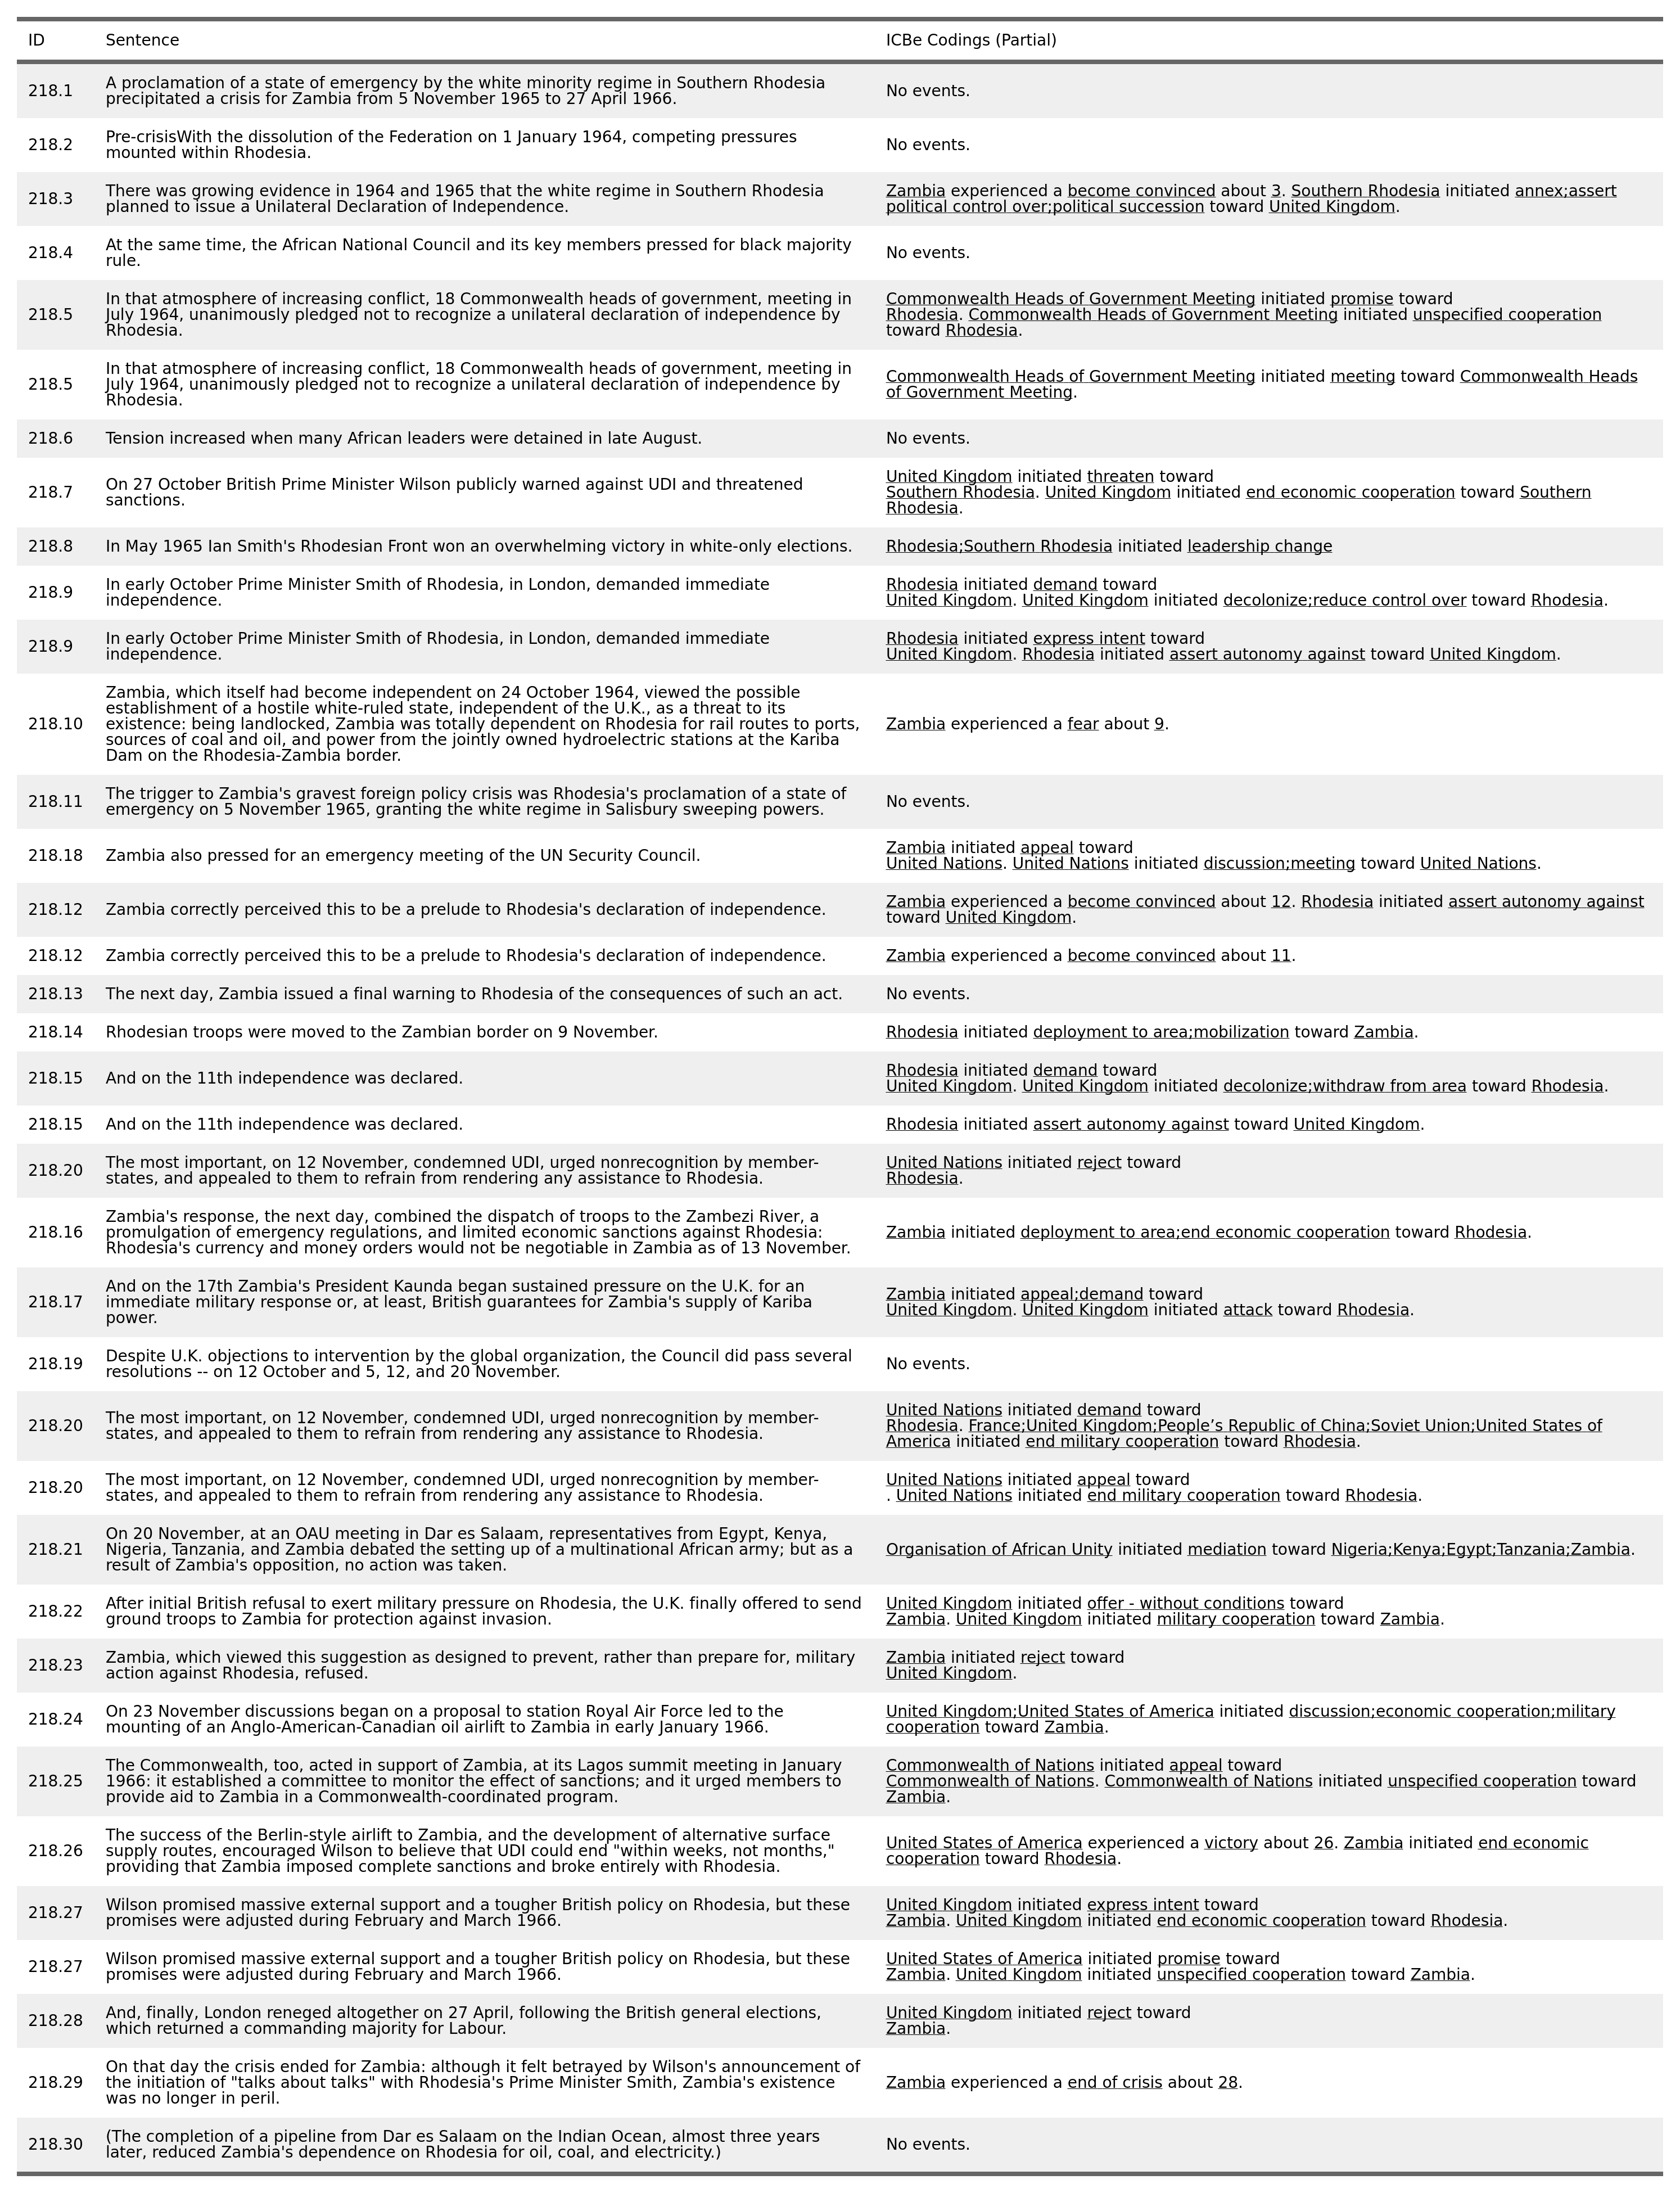 ID Sentence ICBe Codings (Partial)
218.1 A proclamation of a state of emergency by the white minority regime in Southern Rhodesia
precipitated a crisis for Zambia from 5 November 1965 to 27 April 1966. No events.
218.2 Pre-crisisWith the dissolution of the Federation on 1 January 1964, competing pressures
mounted within Rhodesia. No events.
218.3 There was growing evidence in 1964 and 1965 that the white regime in Southern Rhodesia
planned to issue a Unilateral Declaration of Independence.
Zambia experienced a become convinced about 3. Southern Rhodesia initiated annex;assert
political control over;political succession toward United Kingdom.
218.4 At the same time, the African National Council and its key members pressed for black majority
rule. No events.
218.5 In that atmosphere of increasing conflict, 18 Commonwealth heads of government, meeting in
July 1964, unanimously pledged not to recognize a unilateral declaration of independence by
Rhodesia.
Commonwealth Heads of Government Meeting initiated promise toward
Rhodesia. Commonwealth Heads of Government Meeting initiated unspecified cooperation
toward Rhodesia.
218.5 In that atmosphere of increasing conflict, 18 Commonwealth heads of government, meeting in
July 1964, unanimously pledged not to recognize a unilateral declaration of independence by
Rhodesia.
Commonwealth Heads of Government Meeting initiated meeting toward Commonwealth Heads
of Government Meeting.
218.6 Tension increased when many African leaders were detained in late August. No events.
218.7 On 27 October British Prime Minister Wilson publicly warned against UDI and threatened
sanctions.
United Kingdom initiated threaten toward
Southern Rhodesia. United Kingdom initiated end economic cooperation toward Southern
Rhodesia.
218.8 In May 1965 Ian Smith's Rhodesian Front won an overwhelming victory in white-only elections. Rhodesia;Southern Rhodesia initiated leadership change
218.9 In early October Prime Minister Smith of Rhodesia, in London, demanded immediate
independence.
Rhodesia initiated demand toward
United Kingdom. United Kingdom initiated decolonize;reduce control over toward Rhodesia.
218.9 In early October Prime Minister Smith of Rhodesia, in London, demanded immediate
independence.
Rhodesia initiated express intent toward
United Kingdom. Rhodesia initiated assert autonomy against toward United Kingdom.
218.10 Zambia, which itself had become independent on 24 October 1964, viewed the possible
establishment of a hostile white-ruled state, independent of the U.K., as a threat to its
existence: being landlocked, Zambia was totally dependent on Rhodesia for rail routes to ports,
sources of coal and oil, and power from the jointly owned hydroelectric stations at the Kariba
Dam on the Rhodesia-Zambia border.
Zambia experienced a fear about 9.
218.11 The trigger to Zambia's gravest foreign policy crisis was Rhodesia's proclamation of a state of
emergency on 5 November 1965, granting the white regime in Salisbury sweeping powers. No events.
218.18 Zambia also pressed for an emergency meeting of the UN Security Council.
Zambia initiated appeal toward
United Nations. United Nations initiated discussion;meeting toward United Nations.
218.12 Zambia correctly perceived this to be a prelude to Rhodesia's declaration of independence.
Zambia experienced a become convinced about 12. Rhodesia initiated assert autonomy against
toward United Kingdom.
218.12 Zambia correctly perceived this to be a prelude to Rhodesia's declaration of independence. Zambia experienced a become convinced about 11.
218.13 The next day, Zambia issued a final warning to Rhodesia of the consequences of such an act. No events.
218.14 Rhodesian troops were moved to the Zambian border on 9 November. Rhodesia initiated deployment to area;mobilization toward Zambia.
218.15 And on the 11th independence was declared.
Rhodesia initiated demand toward
United Kingdom. United Kingdom initiated decolonize;withdraw from area toward Rhodesia.
218.15 And on the 11th independence was declared. Rhodesia initiated assert autonomy against toward United Kingdom.
218.20 The most important, on 12 November, condemned UDI, urged nonrecognition by member-
states, and appealed to them to refrain from rendering any assistance to Rhodesia.
United Nations initiated reject toward
Rhodesia.
218.16 Zambia's response, the next day, combined the dispatch of troops to the Zambezi River, a
promulgation of emergency regulations, and limited economic sanctions against Rhodesia:
Rhodesia's currency and money orders would not be negotiable in Zambia as of 13 November.
Zambia initiated deployment to area;end economic cooperation toward Rhodesia.
218.17 And on the 17th Zambia's President Kaunda began sustained pressure on the U.K. for an
immediate military response or, at least, British guarantees for Zambia's supply of Kariba
power.
Zambia initiated appeal;demand toward
United Kingdom. United Kingdom initiated attack toward Rhodesia.
218.19 Despite U.K. objections to intervention by the global organization, the Council did pass several
resolutions -- on 12 October and 5, 12, and 20 November. No events.
218.20 The most important, on 12 November, condemned UDI, urged nonrecognition by member-
states, and appealed to them to refrain from rendering any assistance to Rhodesia.
United Nations initiated demand toward
Rhodesia. France;United Kingdom;People’s Republic of China;Soviet Union;United States of
America initiated end military cooperation toward Rhodesia.
218.20 The most important, on 12 November, condemned UDI, urged nonrecognition by member-
states, and appealed to them to refrain from rendering any assistance to Rhodesia.
United Nations initiated appeal toward
. United Nations initiated end military cooperation toward Rhodesia.
218.21 On 20 November, at an OAU meeting in Dar es Salaam, representatives from Egypt, Kenya,
Nigeria, Tanzania, and Zambia debated the setting up of a multinational African army; but as a
result of Zambia's opposition, no action was taken.
Organisation of African Unity initiated mediation toward Nigeria;Kenya;Egypt;Tanzania;Zambia.
218.22 After initial British refusal to exert military pressure on Rhodesia, the U.K. finally offered to send
ground troops to Zambia for protection against invasion.
United Kingdom initiated offer - without conditions toward
Zambia. United Kingdom initiated military cooperation toward Zambia.
218.23 Zambia, which viewed this suggestion as designed to prevent, rather than prepare for, military
action against Rhodesia, refused.
Zambia initiated reject toward
United Kingdom.
218.24 On 23 November discussions began on a proposal to station Royal Air Force led to the
mounting of an Anglo-American-Canadian oil airlift to Zambia in early January 1966.
United Kingdom;United States of America initiated discussion;economic cooperation;military
cooperation toward Zambia.
218.25 The Commonwealth, too, acted in support of Zambia, at its Lagos summit meeting in January
1966: it established a committee to monitor the effect of sanctions; and it urged members to
provide aid to Zambia in a Commonwealth-coordinated program.
Commonwealth of Nations initiated appeal toward
Commonwealth of Nations. Commonwealth of Nations initiated unspecified cooperation toward
Zambia.
218.26 The success of the Berlin-style airlift to Zambia, and the development of alternative surface
supply routes, encouraged Wilson to believe that UDI could end "within weeks, not months,"
providing that Zambia imposed complete sanctions and broke entirely with Rhodesia.
United States of America experienced a victory about 26. Zambia initiated end economic
cooperation toward Rhodesia.
218.27 Wilson promised massive external support and a tougher British policy on Rhodesia, but these
promises were adjusted during February and March 1966.
United Kingdom initiated express intent toward
Zambia. United Kingdom initiated end economic cooperation toward Rhodesia.
218.27 Wilson promised massive external support and a tougher British policy on Rhodesia, but these
promises were adjusted during February and March 1966.
United States of America initiated promise toward
Zambia. United Kingdom initiated unspecified cooperation toward Zambia.
218.28 And, finally, London reneged altogether on 27 April, following the British general elections,
which returned a commanding majority for Labour.
United Kingdom initiated reject toward
Zambia.
218.29 On that day the crisis ended for Zambia: although it felt betrayed by Wilson's announcement of
the initiation of "talks about talks" with Rhodesia's Prime Minister Smith, Zambia's existence
was no longer in peril.
Zambia experienced a end of crisis about 28.
218.30 (The completion of a pipeline from Dar es Salaam on the Indian Ocean, almost three years
later, reduced Zambia's dependence on Rhodesia for oil, coal, and electricity.) No events.